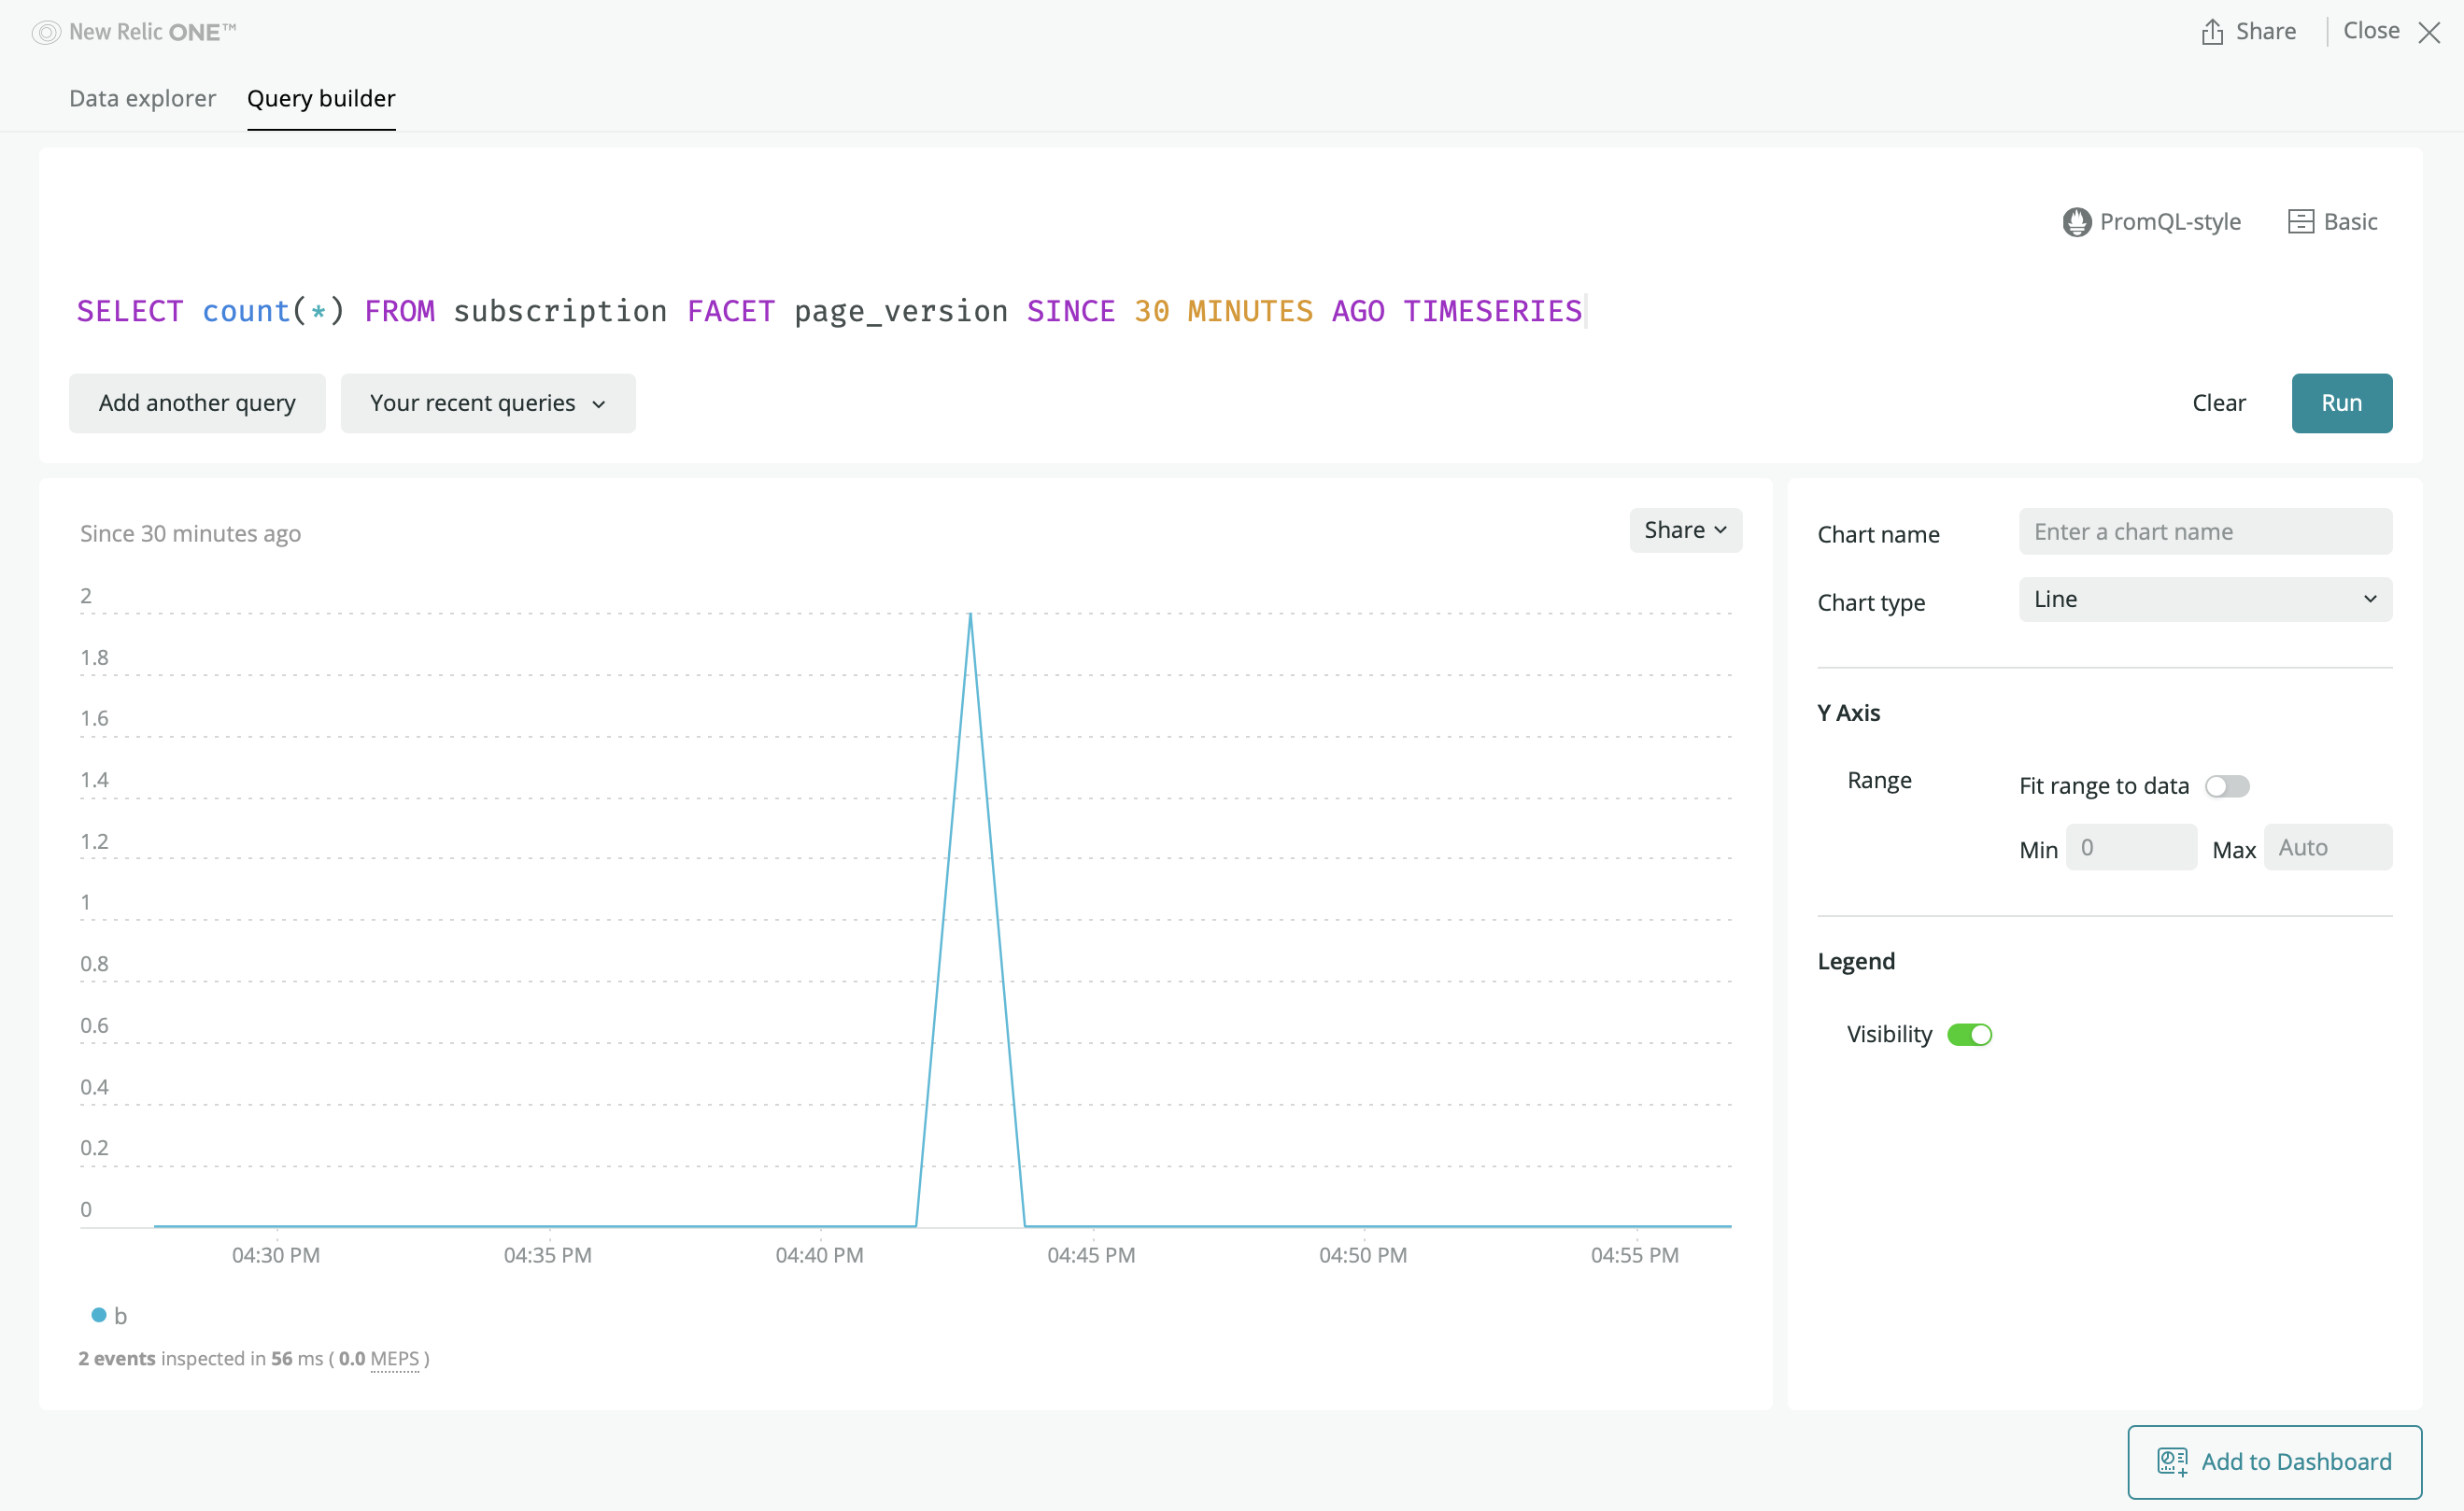 New Relic ONE™
Share
Close
Data explorer
Query builder
PromQL-style
Basic
SELECT count(*) FROM subscription FACET page_version SINCE 30 MINUTES AGO TIMESERIES
Add another query
Your recent queries
Clear
Run
Since 30 minutes ago
Share
2
1.8
1.6
1.4
1.2
1
0.8
0.6
0.4
0.2
0
04:30 PM
04:35 PM
04:40 PM
04:45 PM
04:50 PM
04:55 PM
b
2 events inspected in 56 ms ( 0.0 MEPS )
Chart name
Enter a chart name
Chart type
Line
Y Axis
Range
Fit range to data
Min
0
Max
Auto
Legend
Visibility
Add to Dashboard